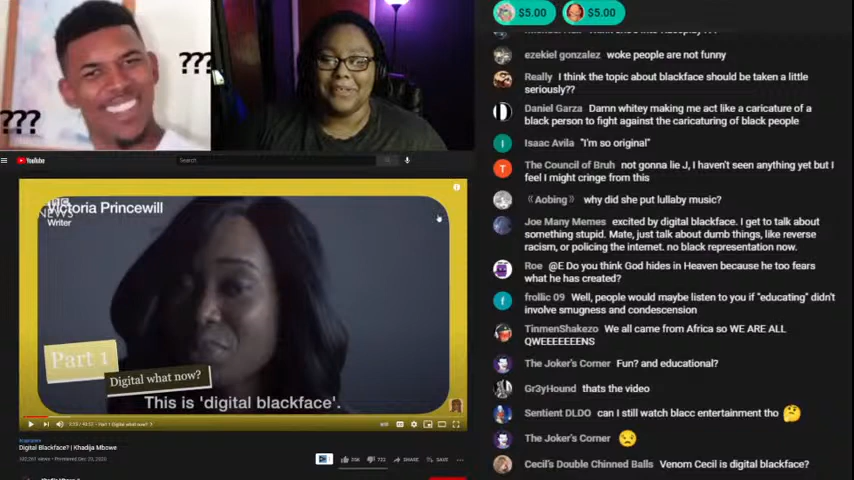 $5.00 $5.00
???
???
ezekiel gonzalez woke people are not funny
Really I think the topic about blackface should be taken a little
seriously??
Daniel Garza Damn whitey making me act like a caricature of a
black person to fight against the caricaturing of black people
Isaac Avila "I'm so original"
The Council of Bruh not gonna lie J, I haven't seen anything yet but I
feel I might cringe from this
《Aobing》 why did she put lullaby music?
Joe Many Memes excited by digital blackface. I get to talk about
something stupid. Mate, just talk about dumb things, like reverse
racism, or policing the internet. no black representation now.
Roe @E Do you think God hides in Heaven because he too fears
what he has created?
frollic 09 Well, people would maybe listen to you if "educating" didn't
involve smugness and condescension
TinmenShakezo We all came from Africa so WE ARE ALL
QWEEEEEEENS
The Joker's Corner Fun? and educational?
Gr3yHound thats the video
Sentient DLDO can I still watch blacc entertainment tho
The Joker's Corner
Cecil's Double Chinned Balls Venom Cecil is digital blackface?
YouTube
Search
Victoria Princewill
NEWS
Writer
Part 1
Digital what now?
This is 'digital blackface'.
Digital Blackface? | Khadija Mbowe
SHARE
SAVE